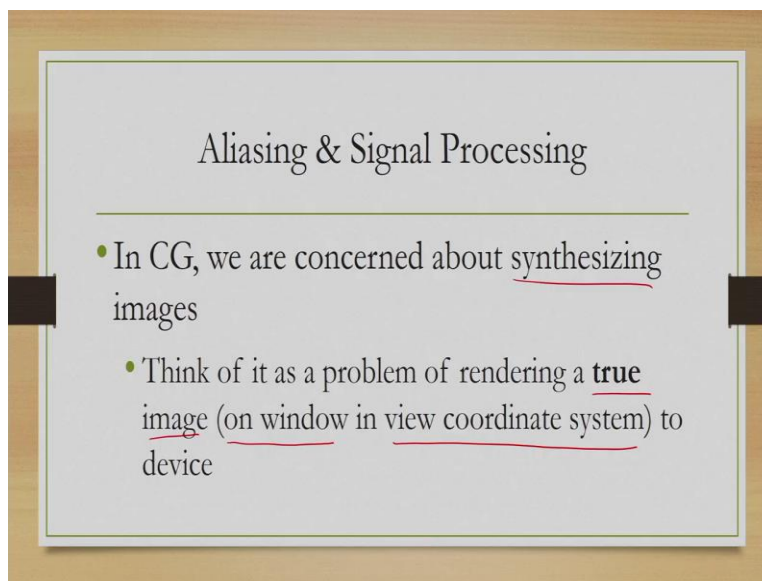 Aliasing & Signal Processing
• In CG, we are concerned about synthesizing
images
• Think of it as a problem of rendering a true
image (on window in view coordinate system) to
device